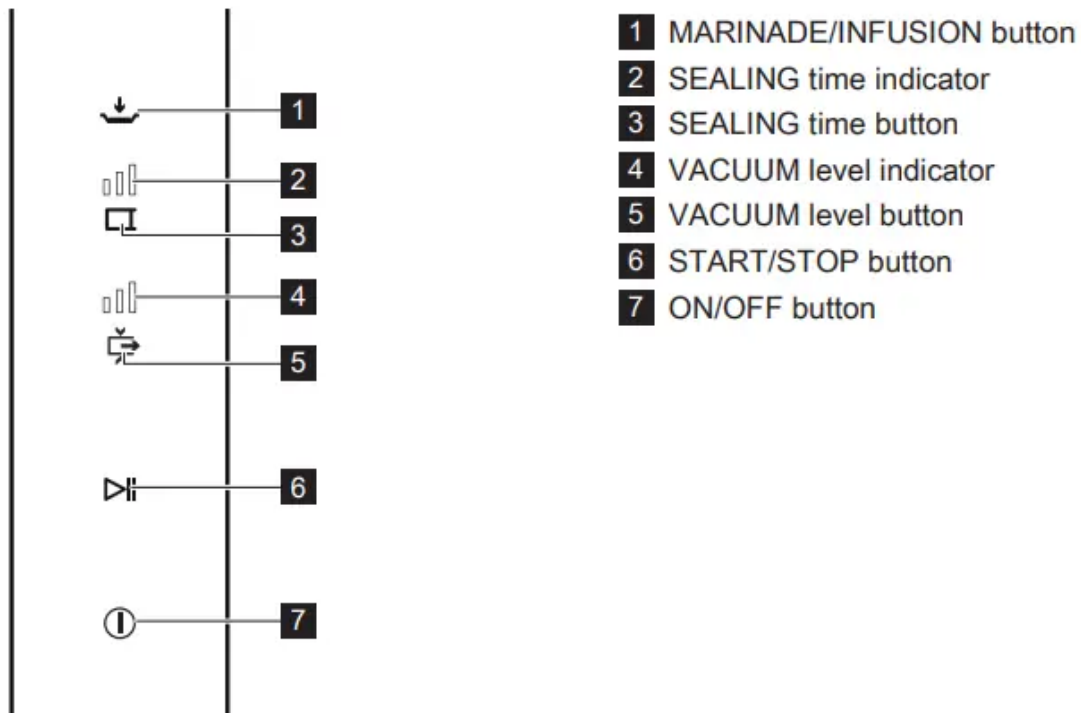 1 MARINADE/INFUSION button
2 SEALING time indicator
3 SEALING time button
4 VACUUM level indicator
5 VACUUM level button
6 START/STOP button
7 ON/OFF button
1
2
3
4
5
6
7